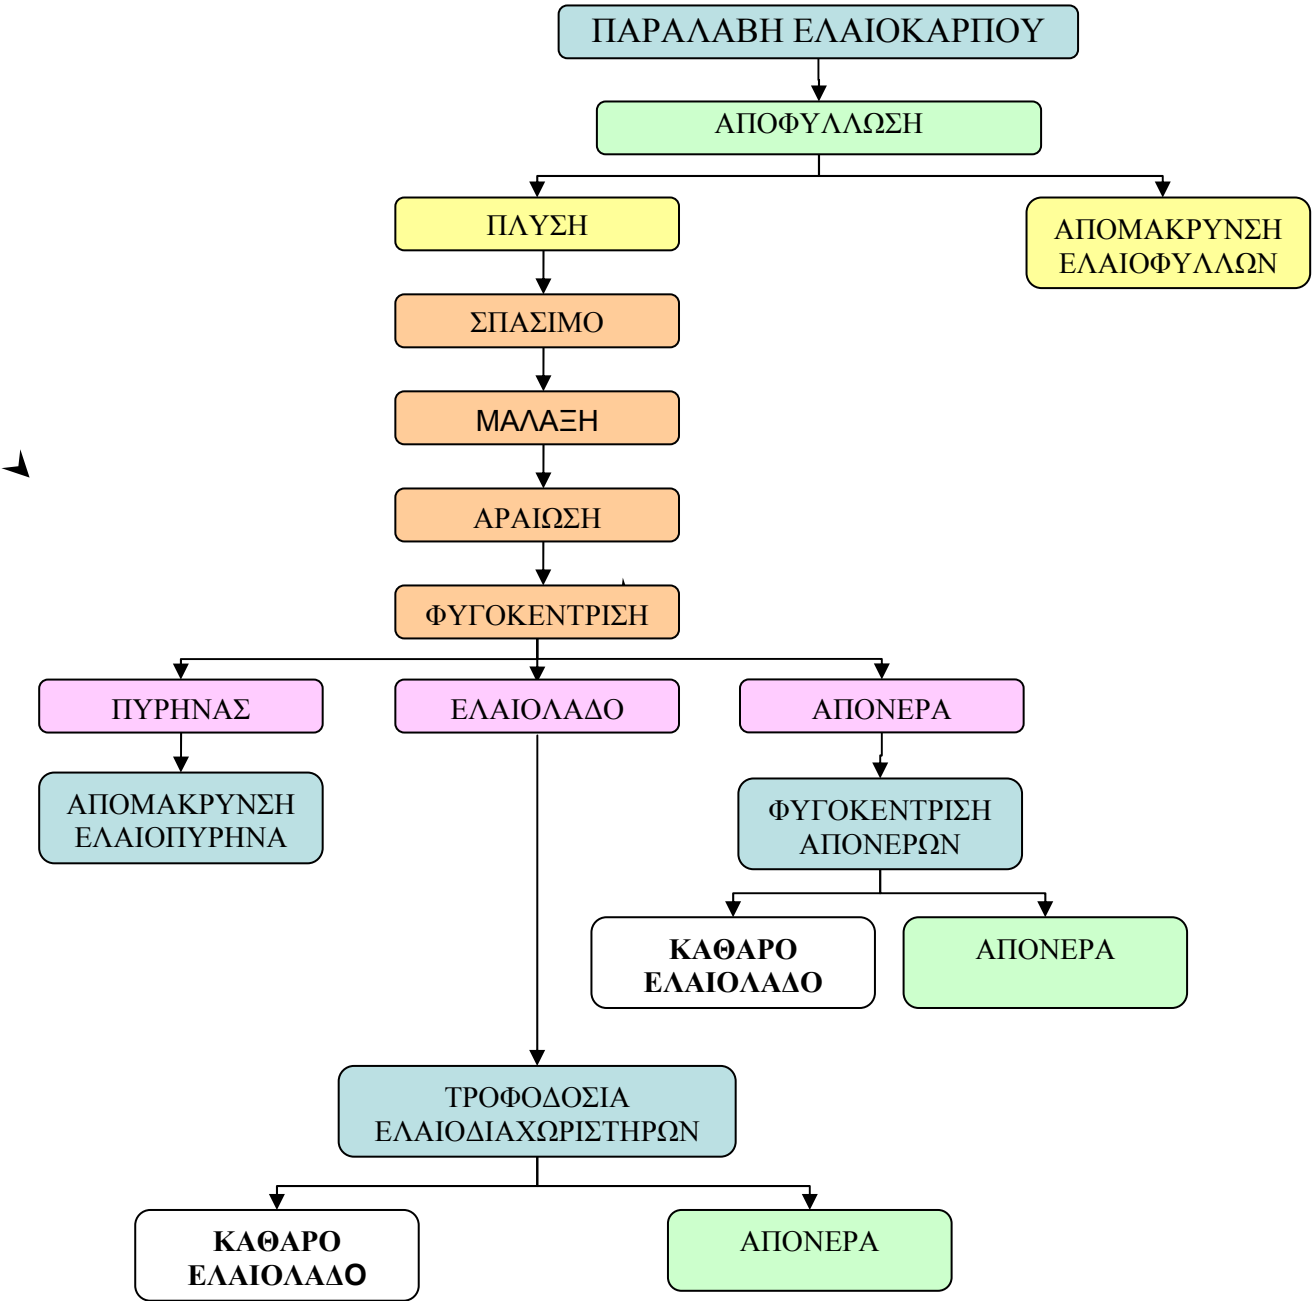 ΠΑΡΑΛΑΒΗ ΕΛΑΙΟΚΑΡΠΟΥ
ΑΠΟΦΥΛΛΩΣΗ
ΠΛΥΣΗ
ΑΠΟΜΑΚΡΥΝΣΗ
ΕΛΑΙΟΦΥΛΛΩΝ
ΣΠΑΣΙΜΟ
ΜΑΛΑΞΗ
ΑΡΑΙΩΣΗ
ΦΥΓΟΚΕΝΤΡΙΣΗ
ΠΥΡΗΝΑΣ
ΕΛΑΙΟΛΑΔΟ
ΑΠΟΝΕΡΑ
ΑΠΟΜΑΚΡΥΝΣΗ
ΕΛΑΙΟΠΥΡΗΝΑ
ΦΥΓΟΚΕΝΤΡΙΣΗ
ΑΠΟΝΕΡΩΝ
ΚΑΘΑΡΟ
ΕΛΑΙΟΛΑΔΟ
ΑΠΟΝΕΡΑ
ΤΡΟΦΟΔΟΣΙΑ
ΕΛΑΙΟΔΙΑΧΩΡΙΣΤΗΡΩΝ
ΚΑΘΑΡΟ
ΕΛΑΙΟΛΑΔΟ
ΑΠΟΝΕΡΑ